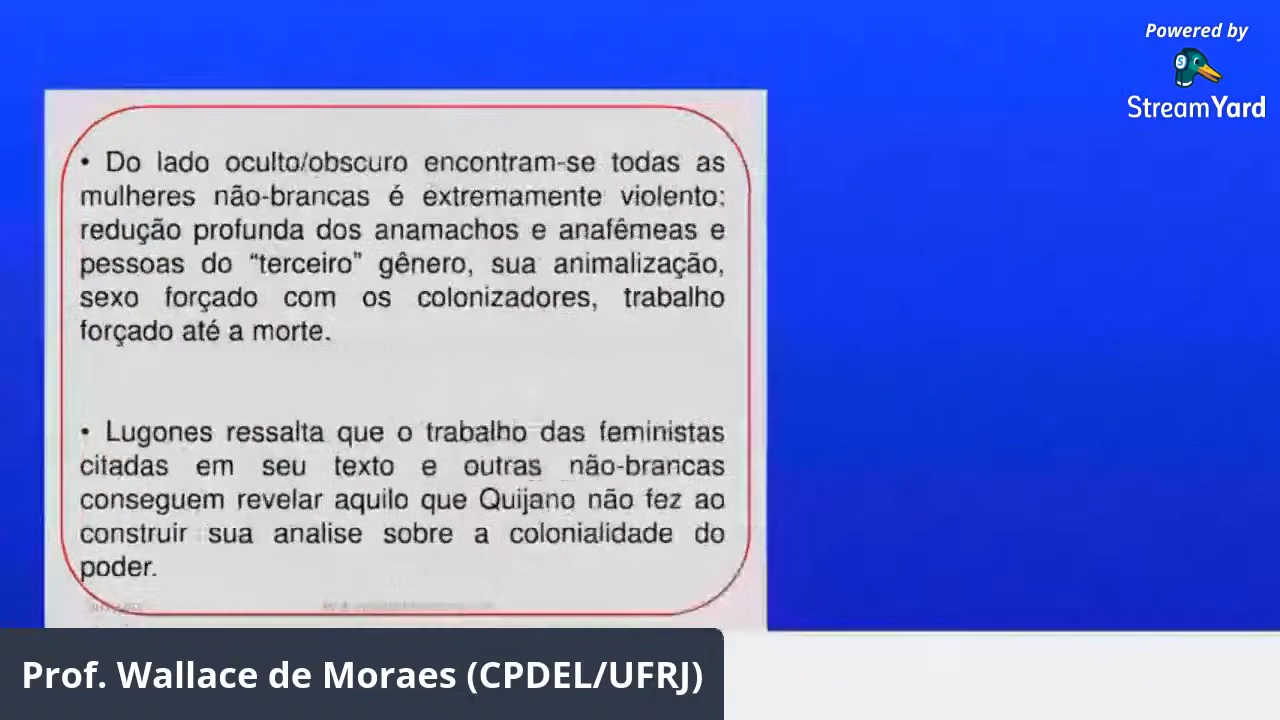 Powered by
StreamYard
• Do lado oculto/obscuro encontram-se todas as
mulheres não-brancas é extremamente violento:
redução profunda dos anamachos e anafêmeas e
pessoas do “terceiro” gênero, sua animalização,
sexo forçado com os colonizadores, trabalho
forçado até a morte.
• Lugones ressalta que o trabalho das feministas
citadas em seu texto e outras não-brancas
conseguem revelar aquilo que Quijano não fez ao
construir sua analise sobre a colonialidade do
poder.
Prof. Wallace de Moraes (CPDEL/UFRJ)